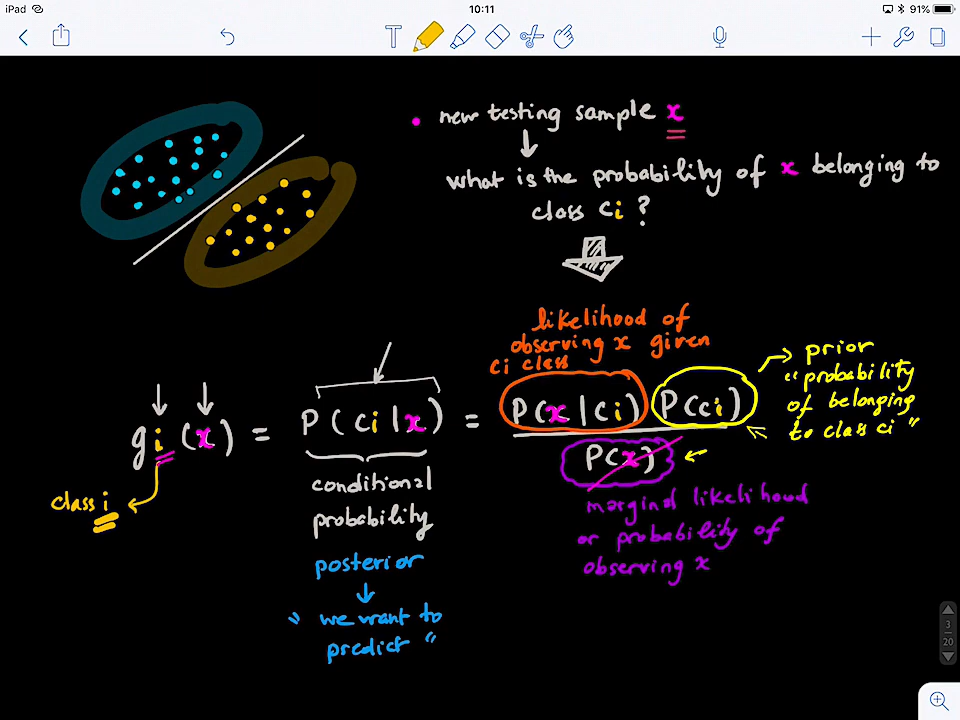 iPad
10:11
91%
T
• new testing sample x
what is the probability of x belonging to
class ci ?
likelihood of
observing x given
ci class
prior
"probability
of belonging
to class ci"
gi(x) = P(ci|x) = P(x|ci) P(ci)
P(x)
class i
conditional
probability
posterior
" we want to
predict "
marginal likelihood
or probability of
observing x
3
20